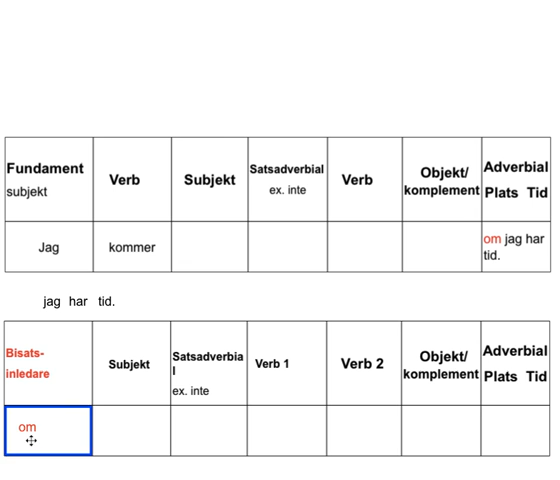 Fundament
subjekt
Verb
Subjekt
Satsadverbial
ex. inte
Verb
Objekt/
komplement
Adverbial
Plats Tid
Jag
kommer
om jag har
tid.
jag har tid.
Bisats-
inledare
Subjekt
Satsadverbia
l
ex. inte
Verb 1
Verb 2
Objekt/
komplement
Adverbial
Plats Tid
om